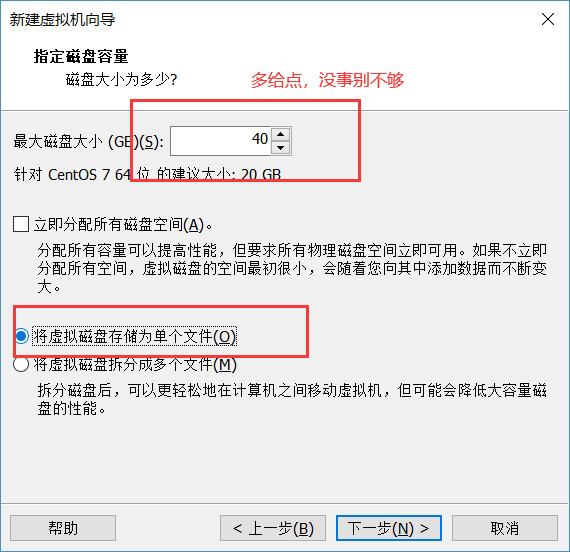 新建虚拟机向导
指定磁盘容量
磁盘大小为多少?
多给点，没事别不够
最大磁盘大小 (GB)(S):
40
针对 CentOS 7 64 位 的建议大小: 20 GB
立即分配所有磁盘空间(A)。
分配所有容量可以提高性能，但要求所有物理磁盘空间立即可用。如果不立即
分配所有空间，虚拟磁盘的空间最初很小，会随着您向其中添加数据而不断变
大。
将虚拟磁盘存储为单个文件(O)
将虚拟磁盘拆分成多个文件(M)
拆分磁盘后，可以更轻松地在计算机之间移动虚拟机，但可能会降低大容量磁
盘的性能。
帮助
< 上一步(B)
下一步(N) >
取消